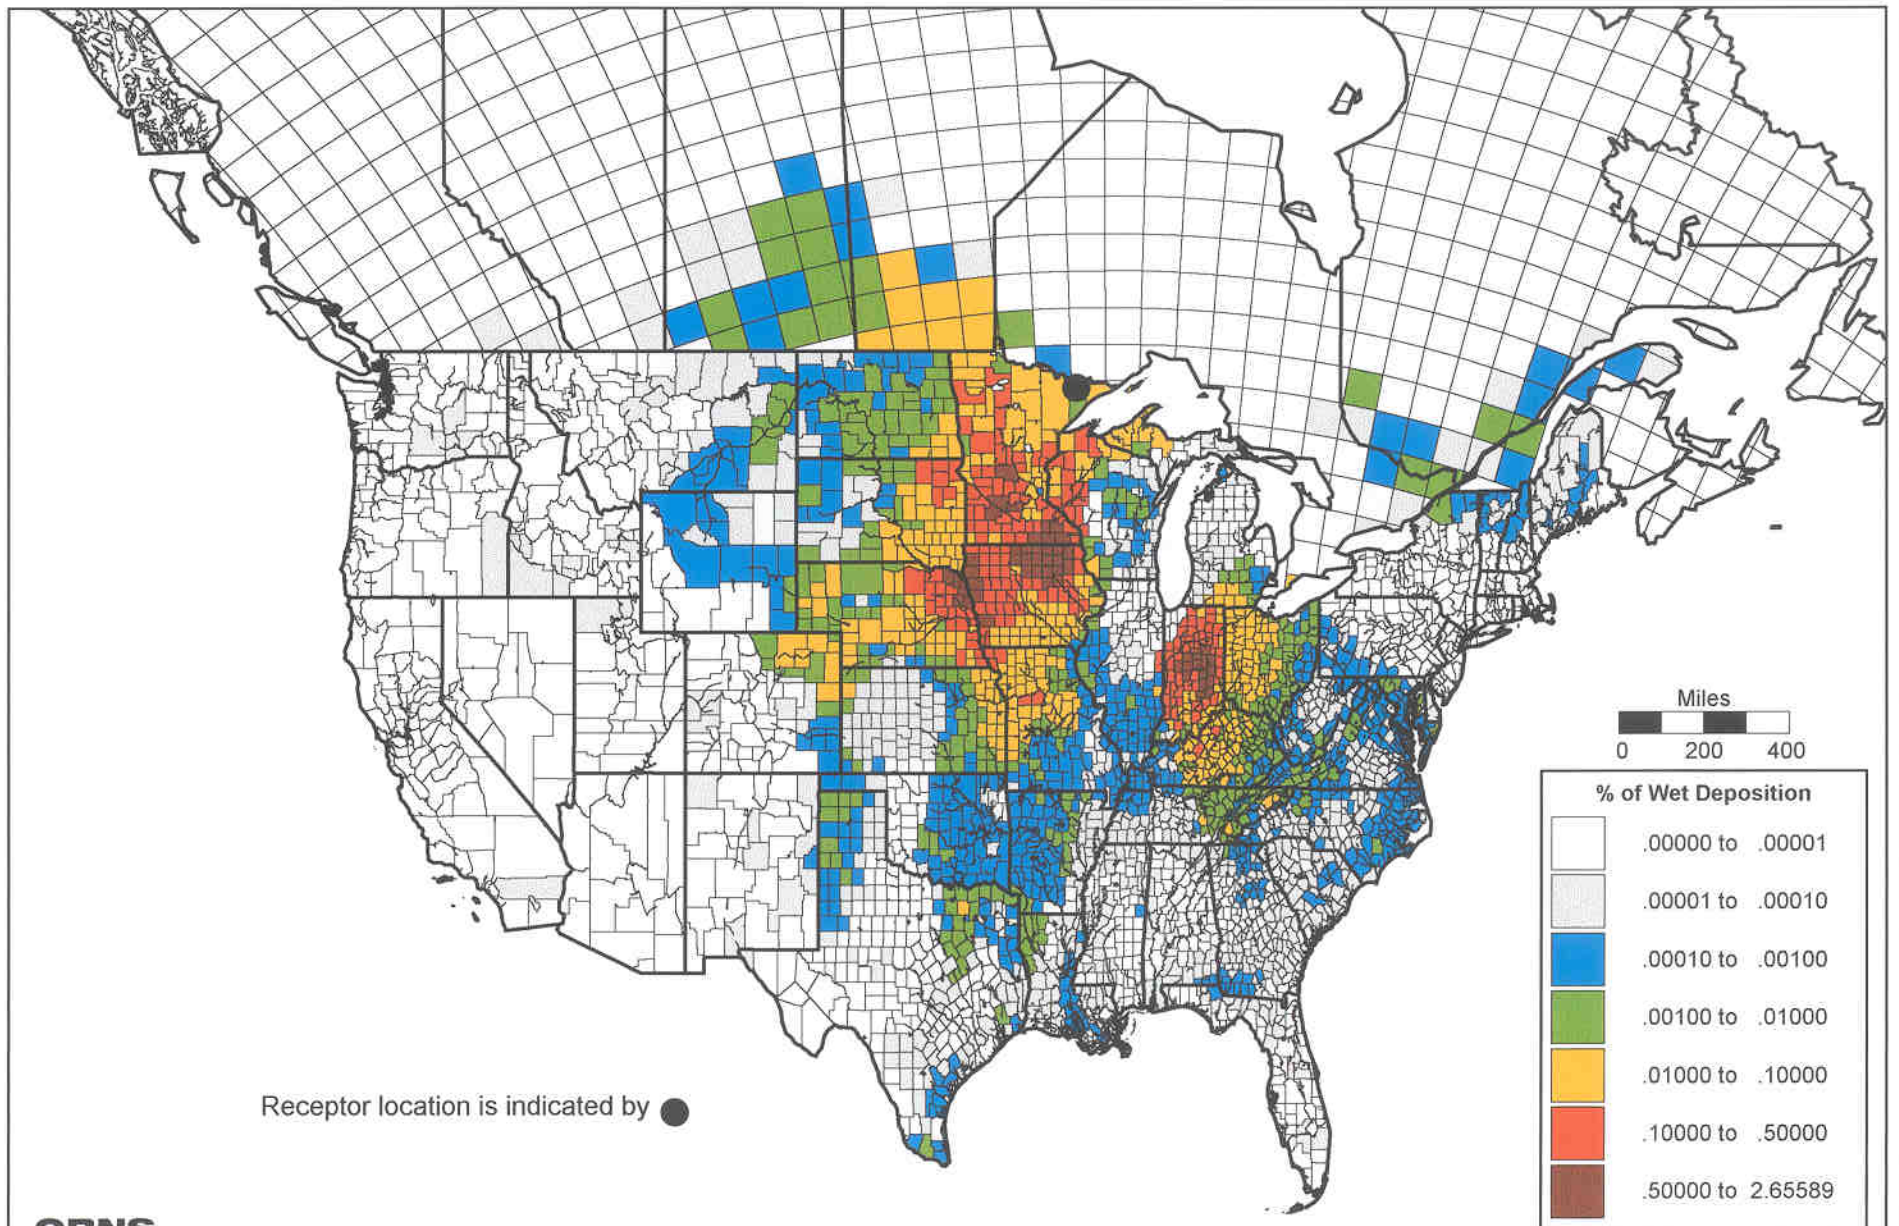 Miles
0 200 400
% of Wet Deposition
.00000 to .00001
.00001 to .00010
.00010 to .00100
.00100 to .01000
.01000 to .10000
.10000 to .50000
.50000 to 2.65589
Receptor location is indicated by